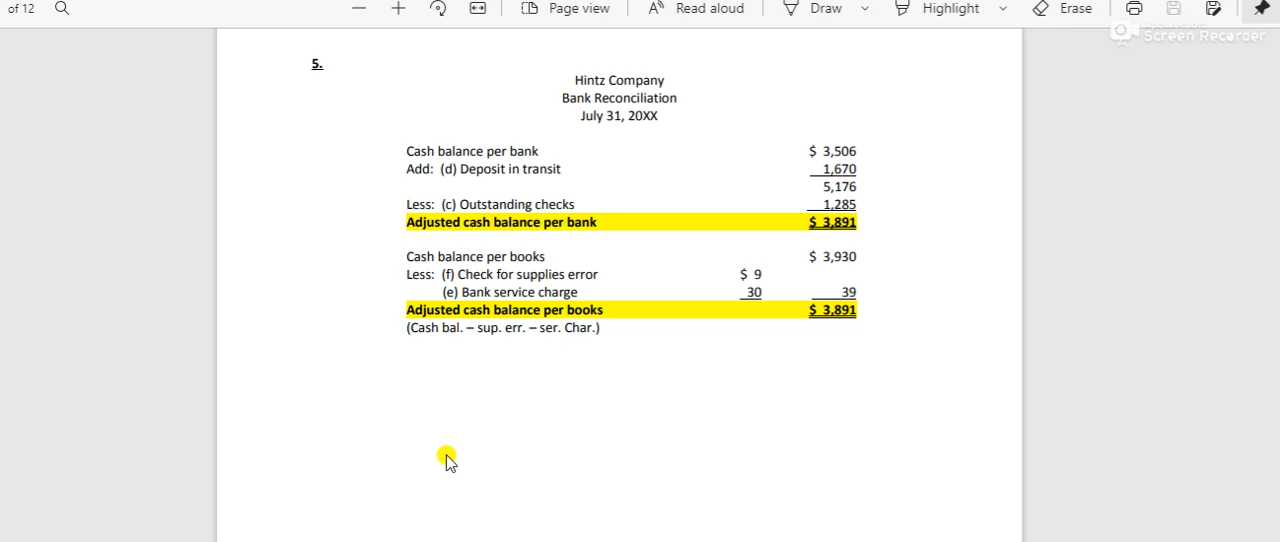 of 12 Page view Read aloud Draw Highlight Erase
Screen Recorder
5.
Hintz Company
Bank Reconciliation
July 31, 20XX
Cash balance per bank $ 3,506
Add: (d) Deposit in transit 1,670
5,176
Less: (c) Outstanding checks 1,285
Adjusted cash balance per bank $ 3,891
Cash balance per books $ 3,930
Less: (f) Check for supplies error $ 9
(e) Bank service charge 30 39
Adjusted cash balance per books $ 3,891
(Cash bal. – sup. err. – ser. Char.)